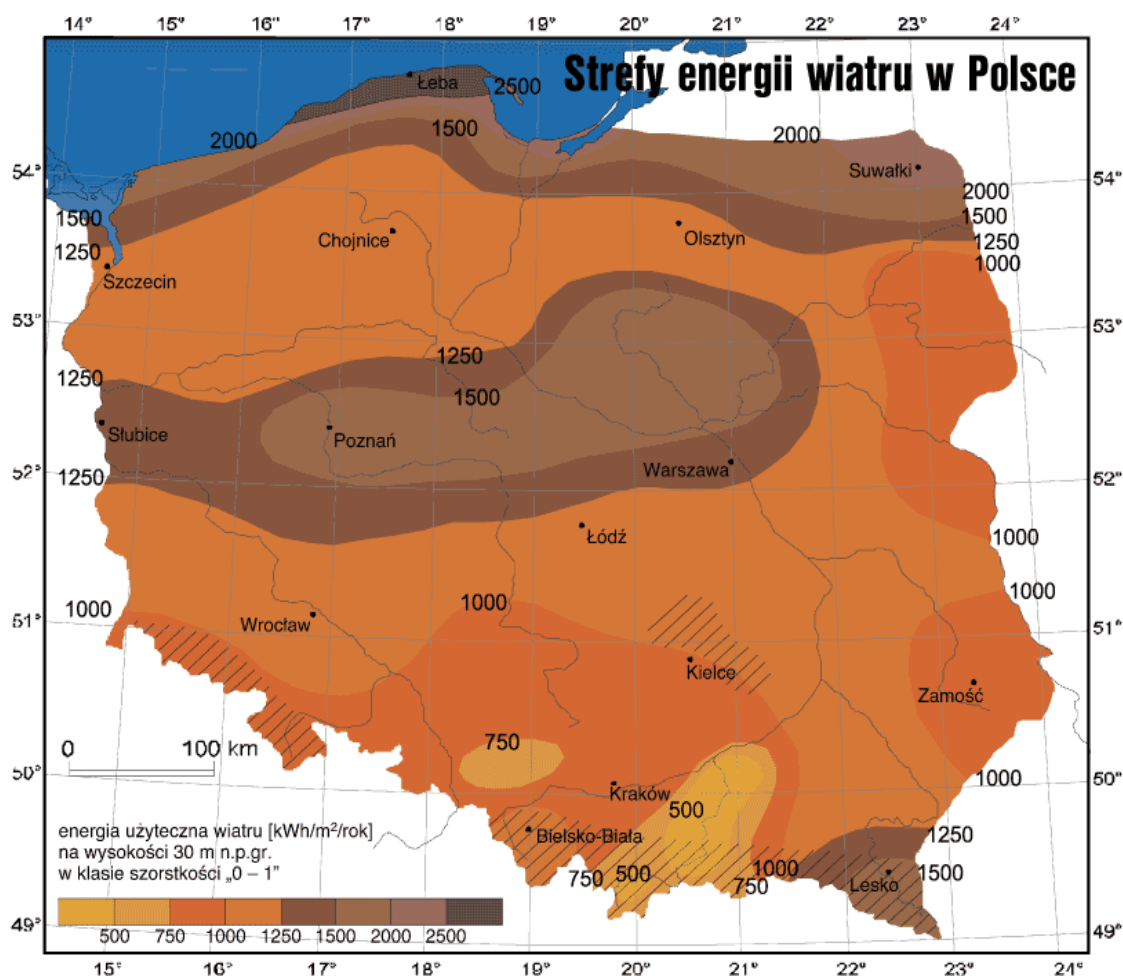 14° 15° 16° 17° 18° 19° 20° 21° 22° 23°
Strefy energii wiatru w Polsce
Łeba
2500
2000
1500
2000
54°
Suwałki
54°
2000
1500
1500
Chojnice
Olsztyn
1250
1250
1000
Szczecin
53°
53°
1250
1250
1500
Słubice
Poznań
Warszawa
52°
1250
52°
Łódź
1000
1000
1000
1000
51°
Wrocław
51°
Kielce
Zamość
0 100 km
750
50°
1000
50°
Kraków
500
energia użyteczna wiatru [kWh/m²/rok]
na wysokości 30 m n.p.gr.
w klasie szorstkości „0 – 1”
Bielsko-Biała
1250
750
500
1000
750
Lesko
1500
49°
500 750 1000 1250 1500 2000 2500
49°
15° 16° 17° 18° 19° 20° 21° 22° 23° 24°